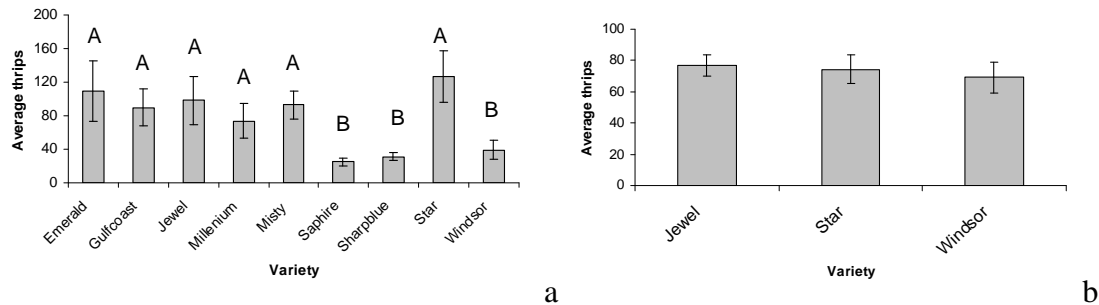 200
160
120
80
40
0
Average thrips
A
A
A
A
A
B
B
A
B
Emerald
Gulfcoast
Jewel
Millenium
Misty
Saphire
Sharpblue
Star
Windsor
Variety
a
100
80
60
40
20
0
Average thrips
Jewel
Star
Windsor
Variety
b